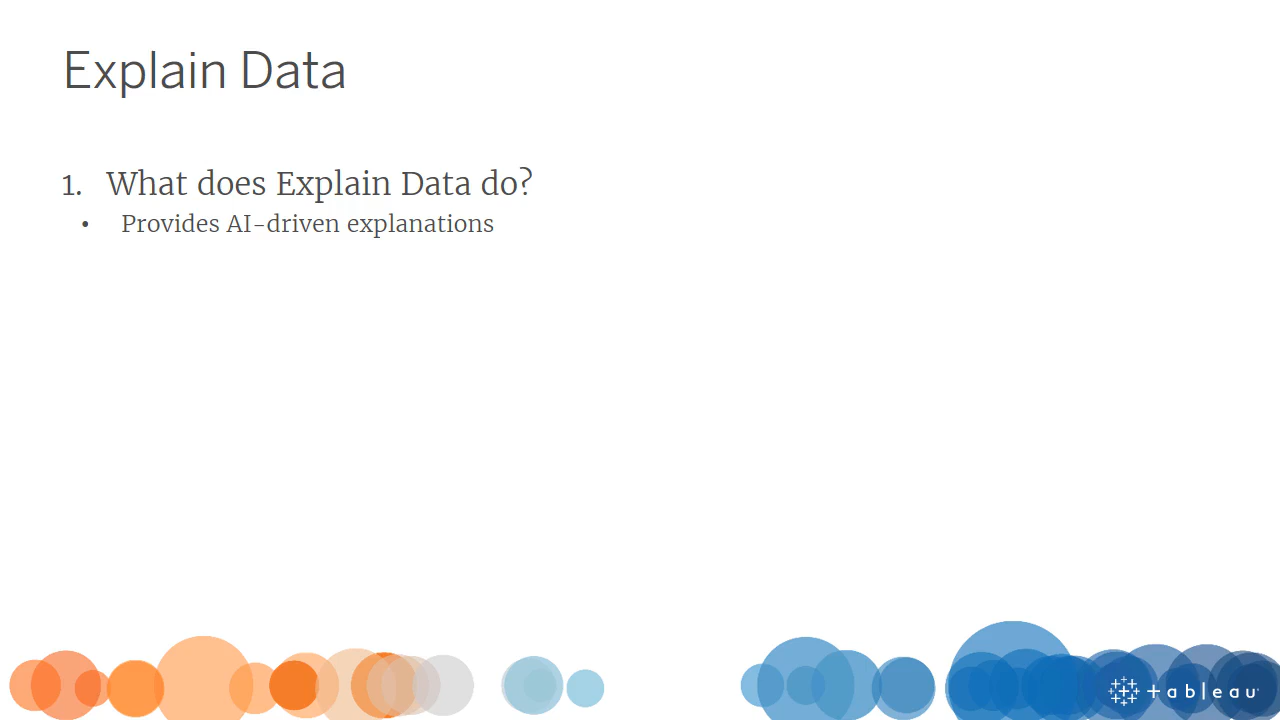 Explain Data
1. What does Explain Data do?
• Provides AI-driven explanations
+ableau